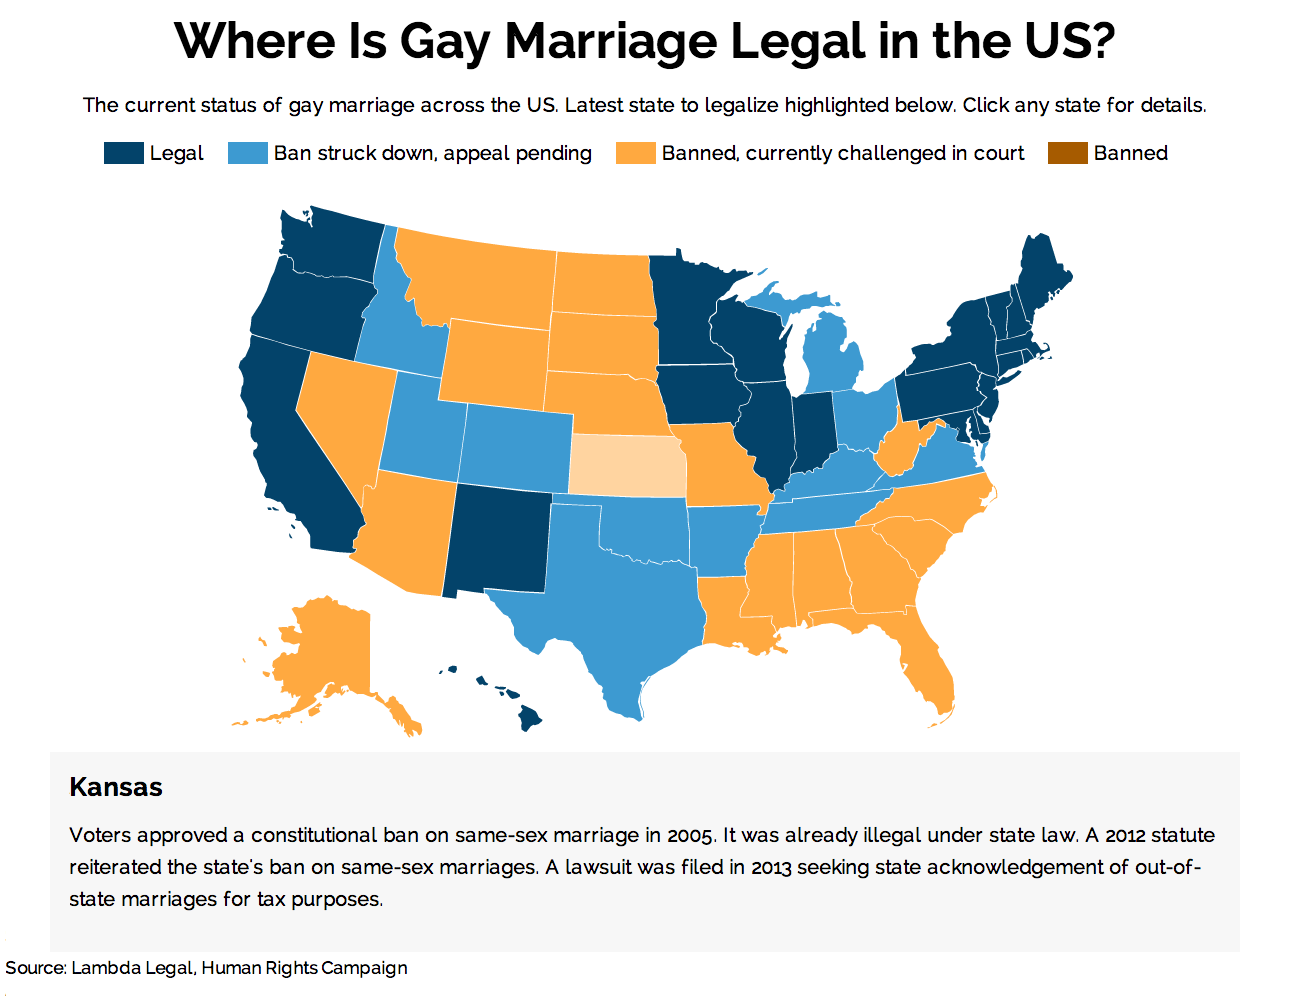 Where Is Gay Marriage Legal in the US?
The current status of gay marriage across the US. Latest state to legalize highlighted below. Click any state for details.
Legal Ban struck down, appeal pending Banned, currently challenged in court Banned
Kansas
Voters approved a constitutional ban on same-sex marriage in 2005. It was already illegal under state law. A 2012 statute
reiterated the state's ban on same-sex marriages. A lawsuit was filed in 2013 seeking state acknowledgement of out-of-
state marriages for tax purposes.
Source: Lambda Legal, Human Rights Campaign